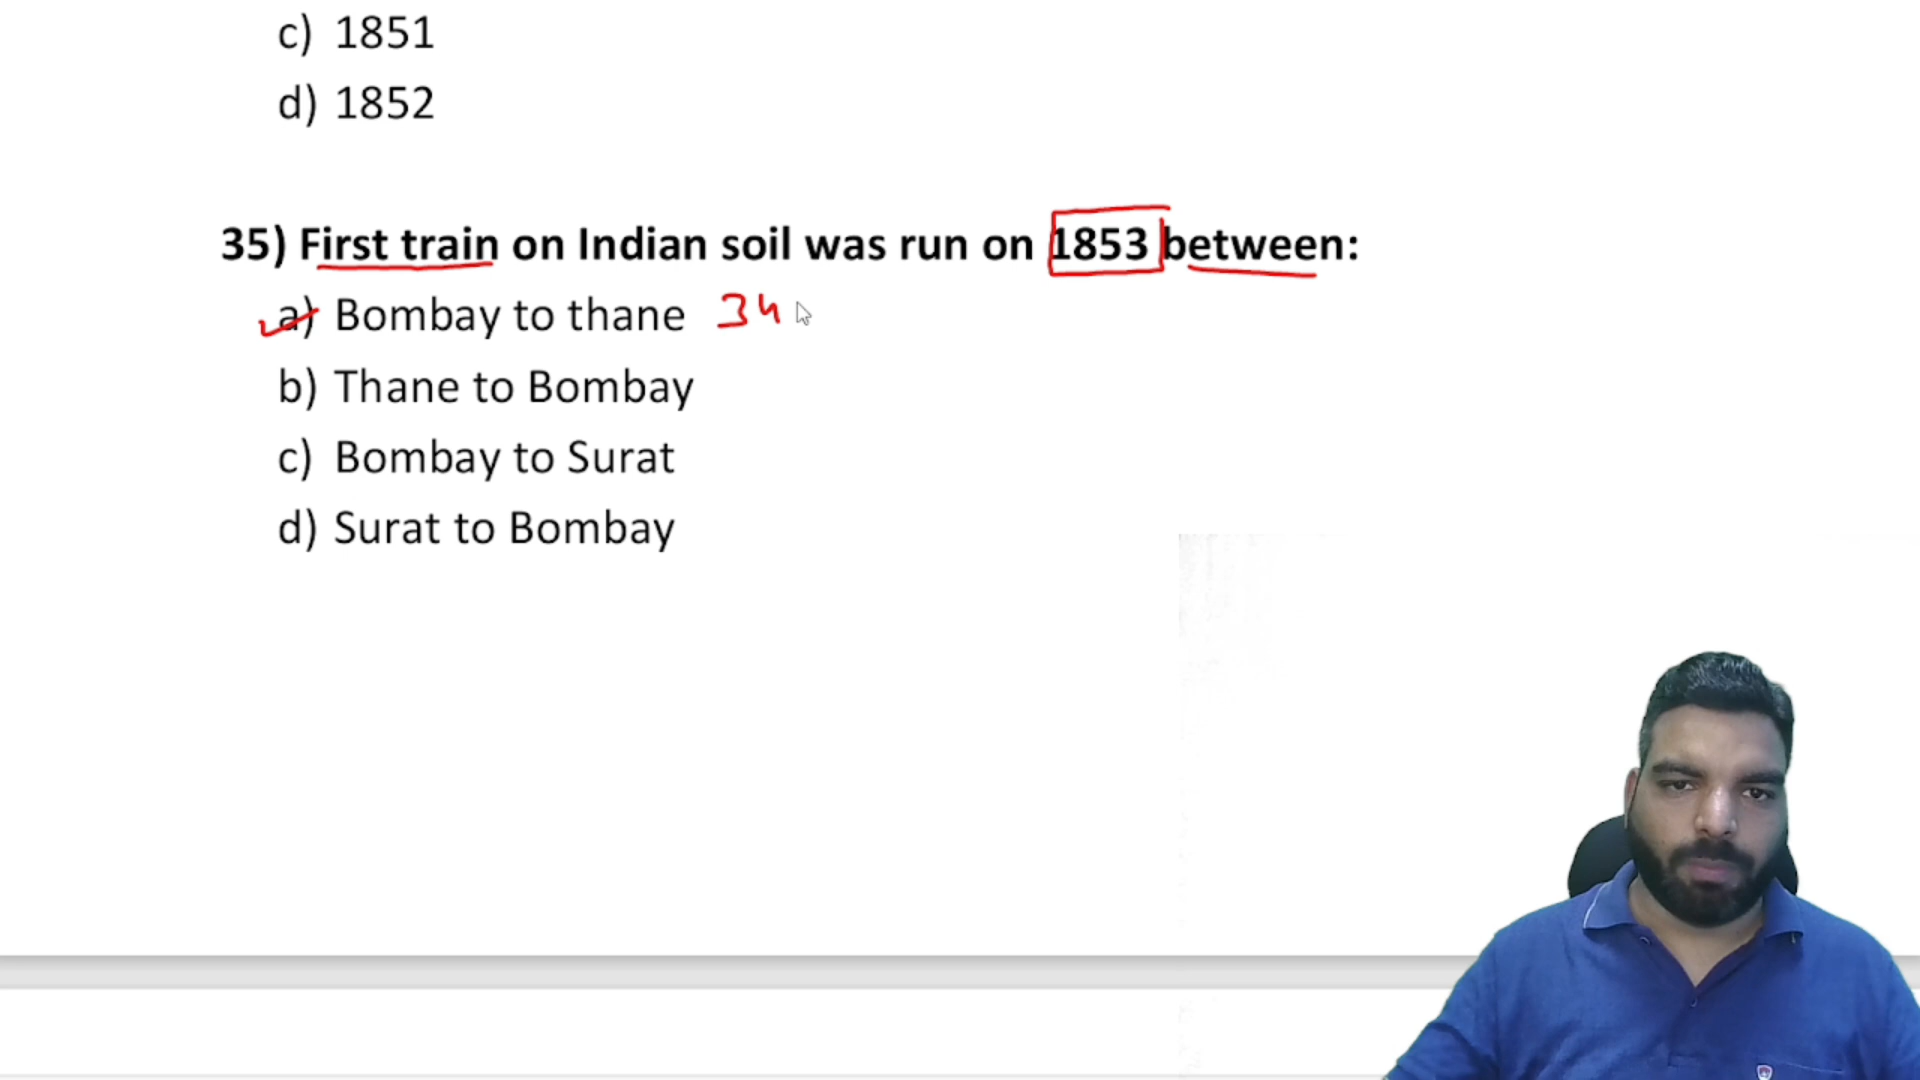 c) 1851
d) 1852
35) First train on Indian soil was run on 1853 between:
a) Bombay to thane 34
b) Thane to Bombay
c) Bombay to Surat
d) Surat to Bombay